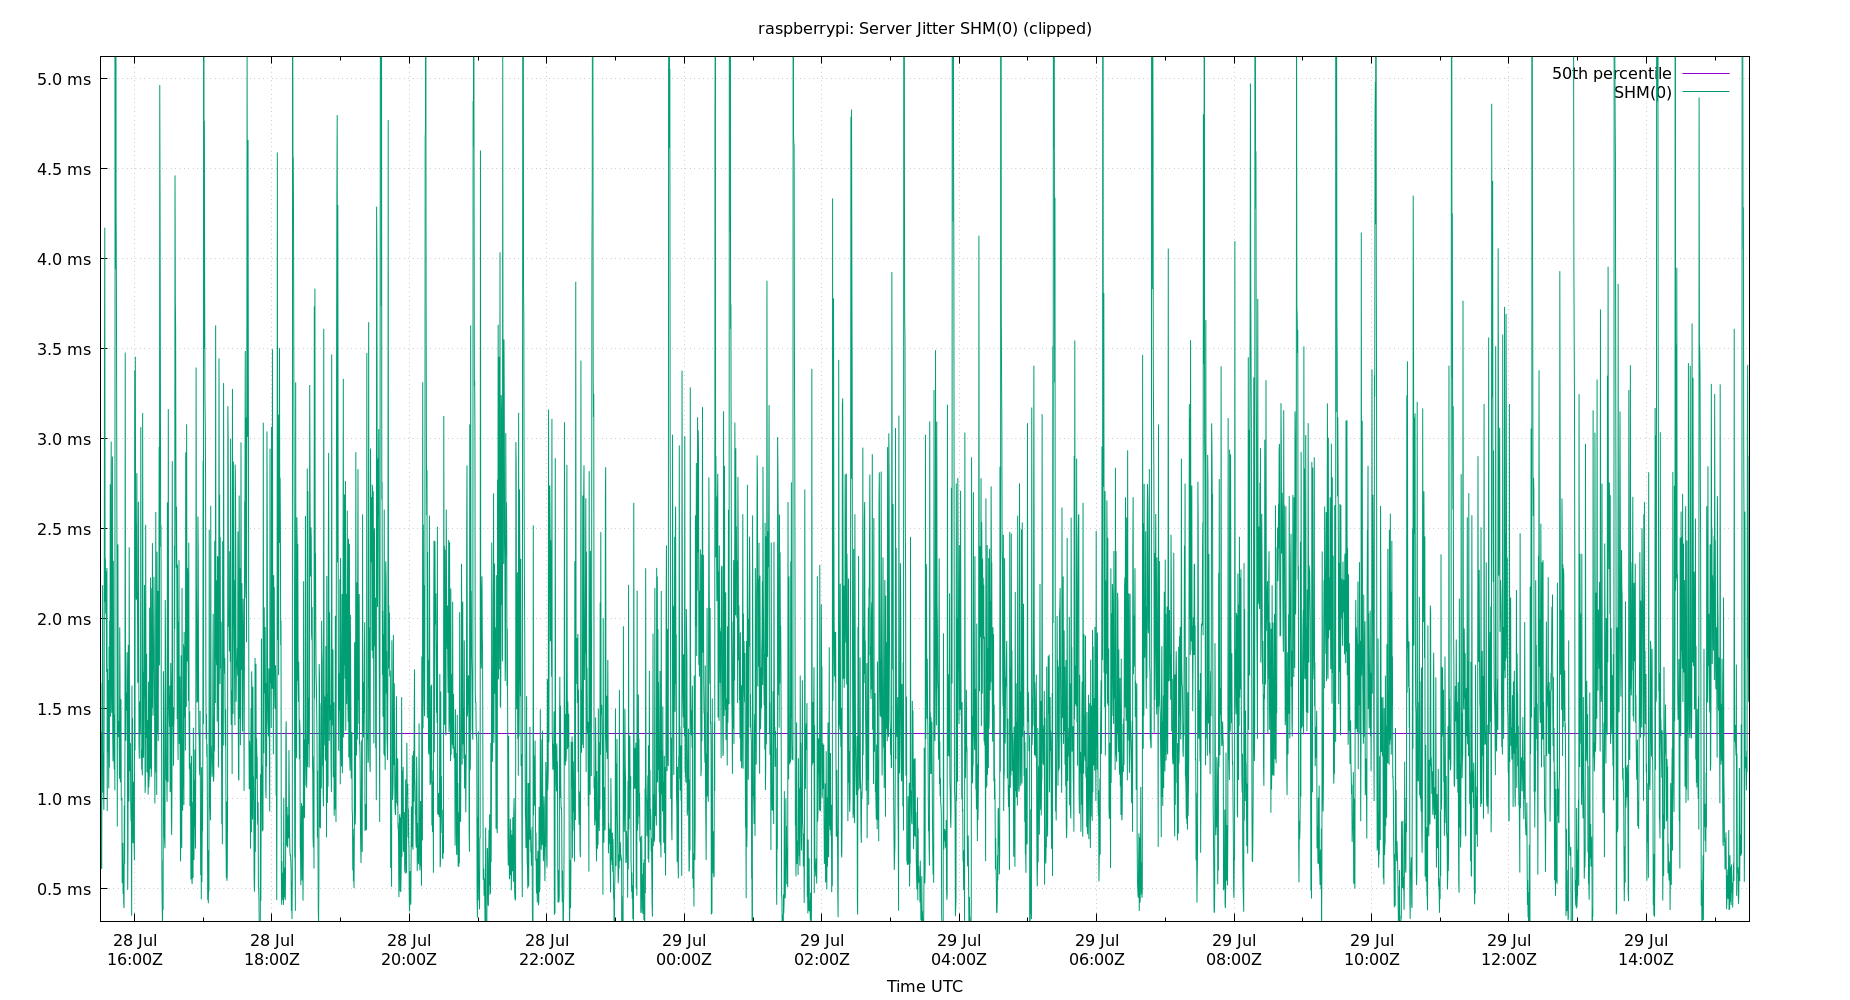 raspberrypi: Server Jitter SHM(0) (clipped)
5.0 ms
4.5 ms
4.0 ms
3.5 ms
3.0 ms
2.5 ms
2.0 ms
1.5 ms
1.0 ms
0.5 ms
50th percentile
SHM(0)
28 Jul 28 Jul 28 Jul 28 Jul 29 Jul 29 Jul 29 Jul 29 Jul 29 Jul 29 Jul 29 Jul 29 Jul
16:00Z 18:00Z 20:00Z 22:00Z 00:00Z 02:00Z 04:00Z 06:00Z 08:00Z 10:00Z 12:00Z 14:00Z
Time UTC